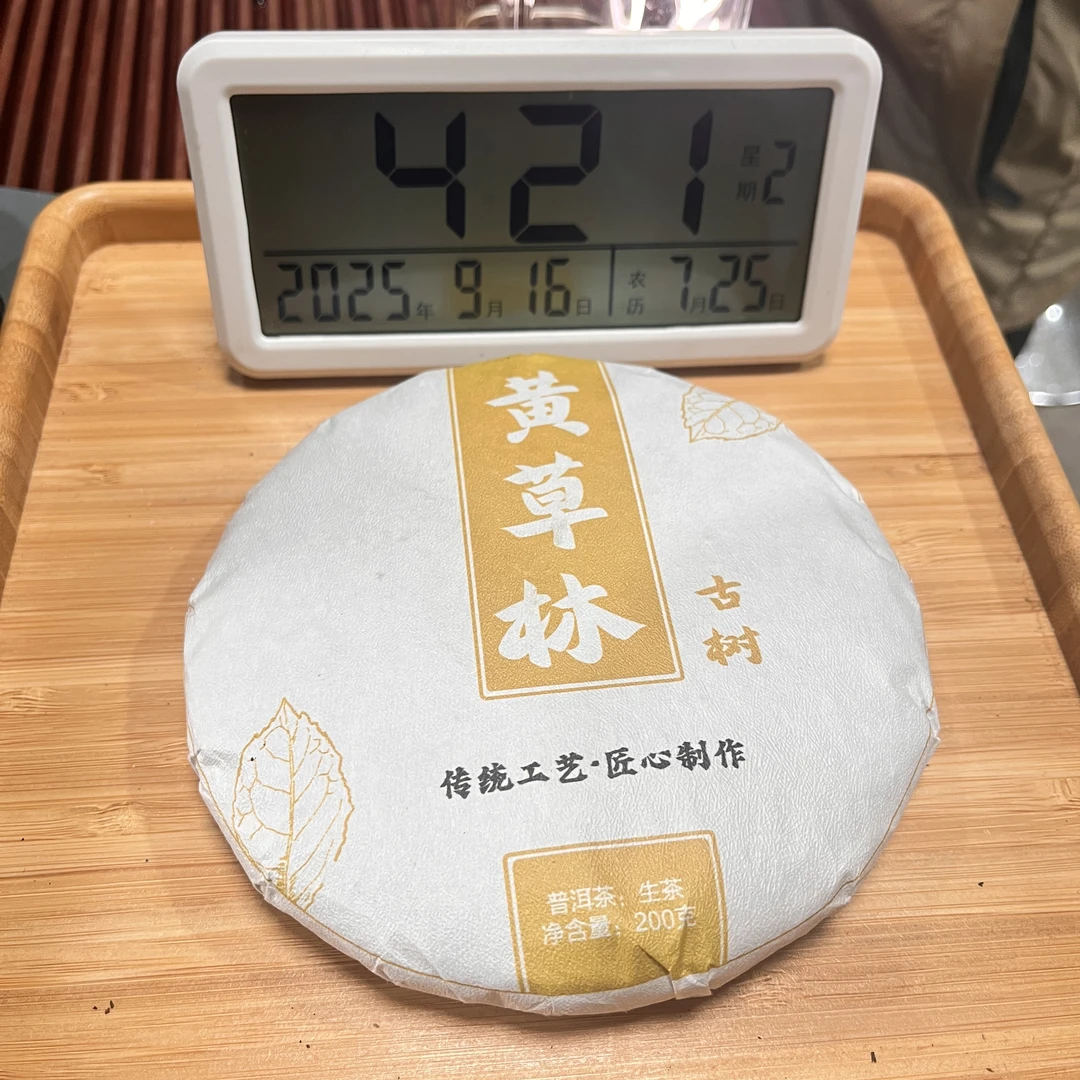 421
星期2
2025年 9月 16日
农历 7月25日
黄草林
古树
传统工艺·匠心制作
普洱茶：生茶
净含量：200克